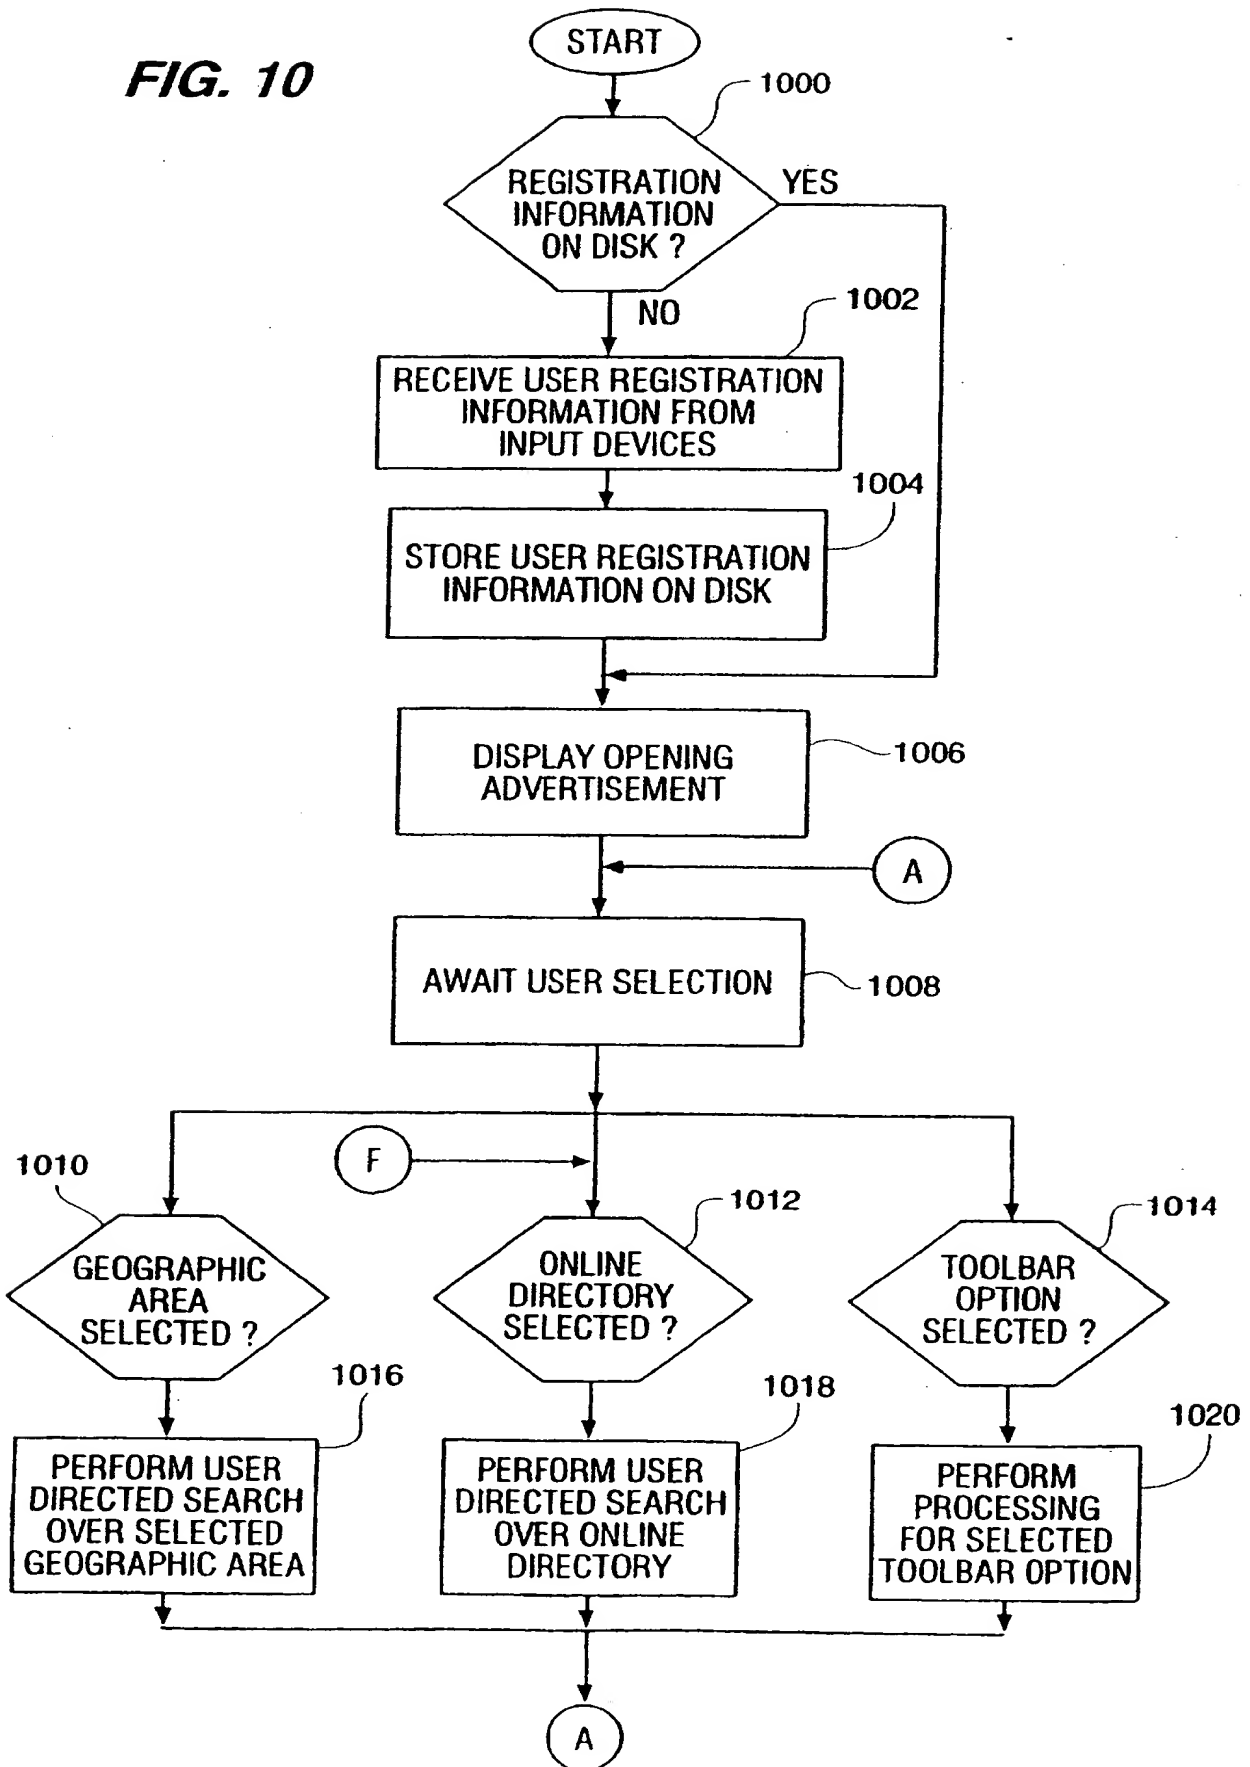 FIG. 10
START
1000
REGISTRATION
INFORMATION
ON DISK ?
YES
NO
1002
RECEIVE USER REGISTRATION
INFORMATION FROM
INPUT DEVICES
1004
STORE USER REGISTRATION
INFORMATION ON DISK
DISPLAY OPENING
ADVERTISEMENT
1006
A
AWAIT USER SELECTION
1008
F
1010
GEOGRAPHIC
AREA
SELECTED ?
1012
ONLINE
DIRECTORY
SELECTED ?
1014
TOOLBAR
OPTION
SELECTED ?
1016
PERFORM USER
DIRECTED SEARCH
OVER SELECTED
GEOGRAPHIC AREA
1018
PERFORM USER
DIRECTED SEARCH
OVER ONLINE
DIRECTORY
1020
PERFORM
PROCESSING
FOR SELECTED
TOOLBAR OPTION
A